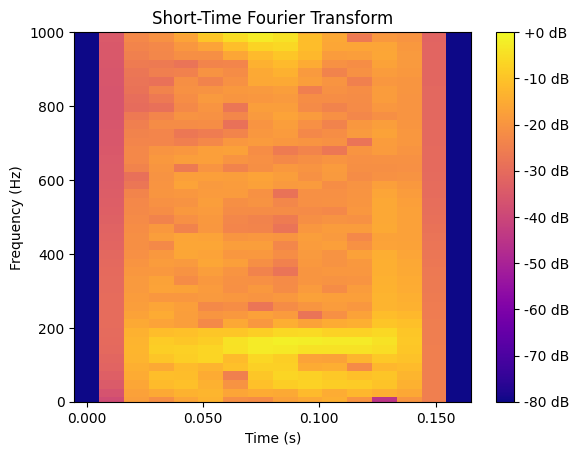 Short-Time Fourier Transform
1000
800
600
400
200
0
Frequency (Hz)
0.000
0.050
0.100
0.150
Time (s)
+0 dB
-10 dB
-20 dB
-30 dB
-40 dB
-50 dB
-60 dB
-70 dB
-80 dB